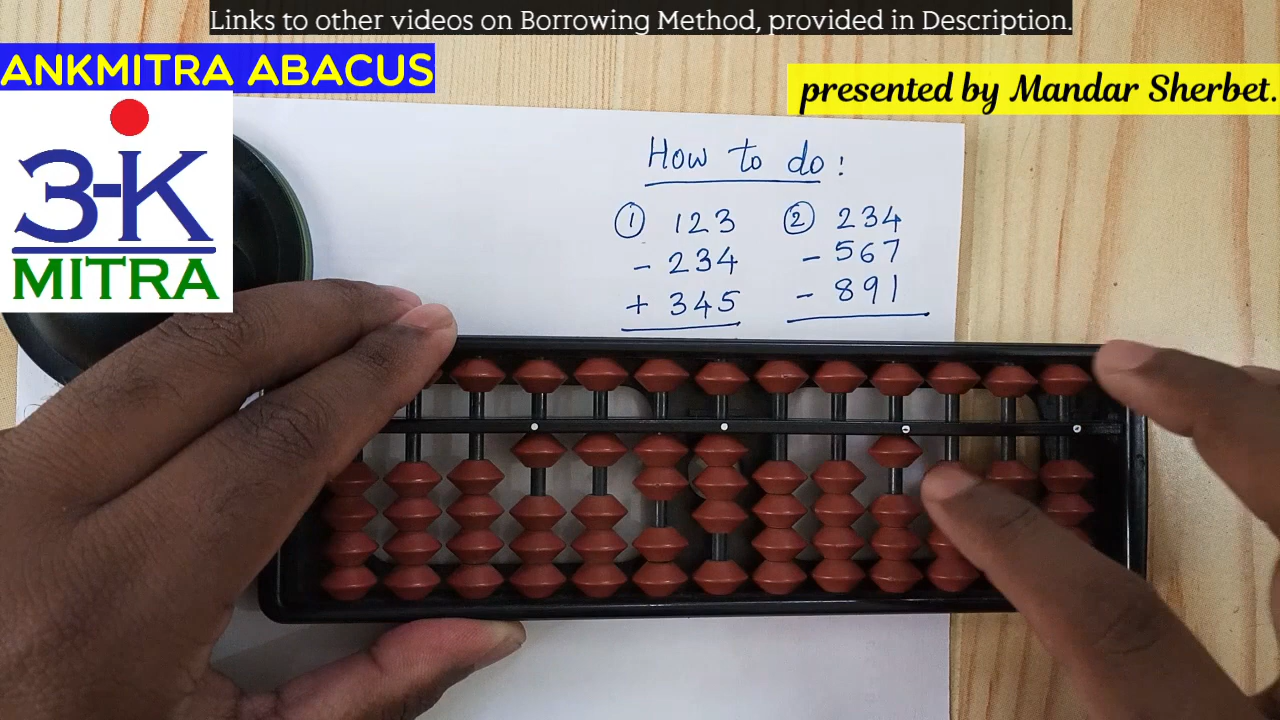 Links to other videos on Borrowing Method, provided in Description.
ANKMITRA ABACUS
presented by Mandar Sherbet.
3-K
MITRA
How to do:
① 123
- 234
+ 345
② 234
- 567
- 891